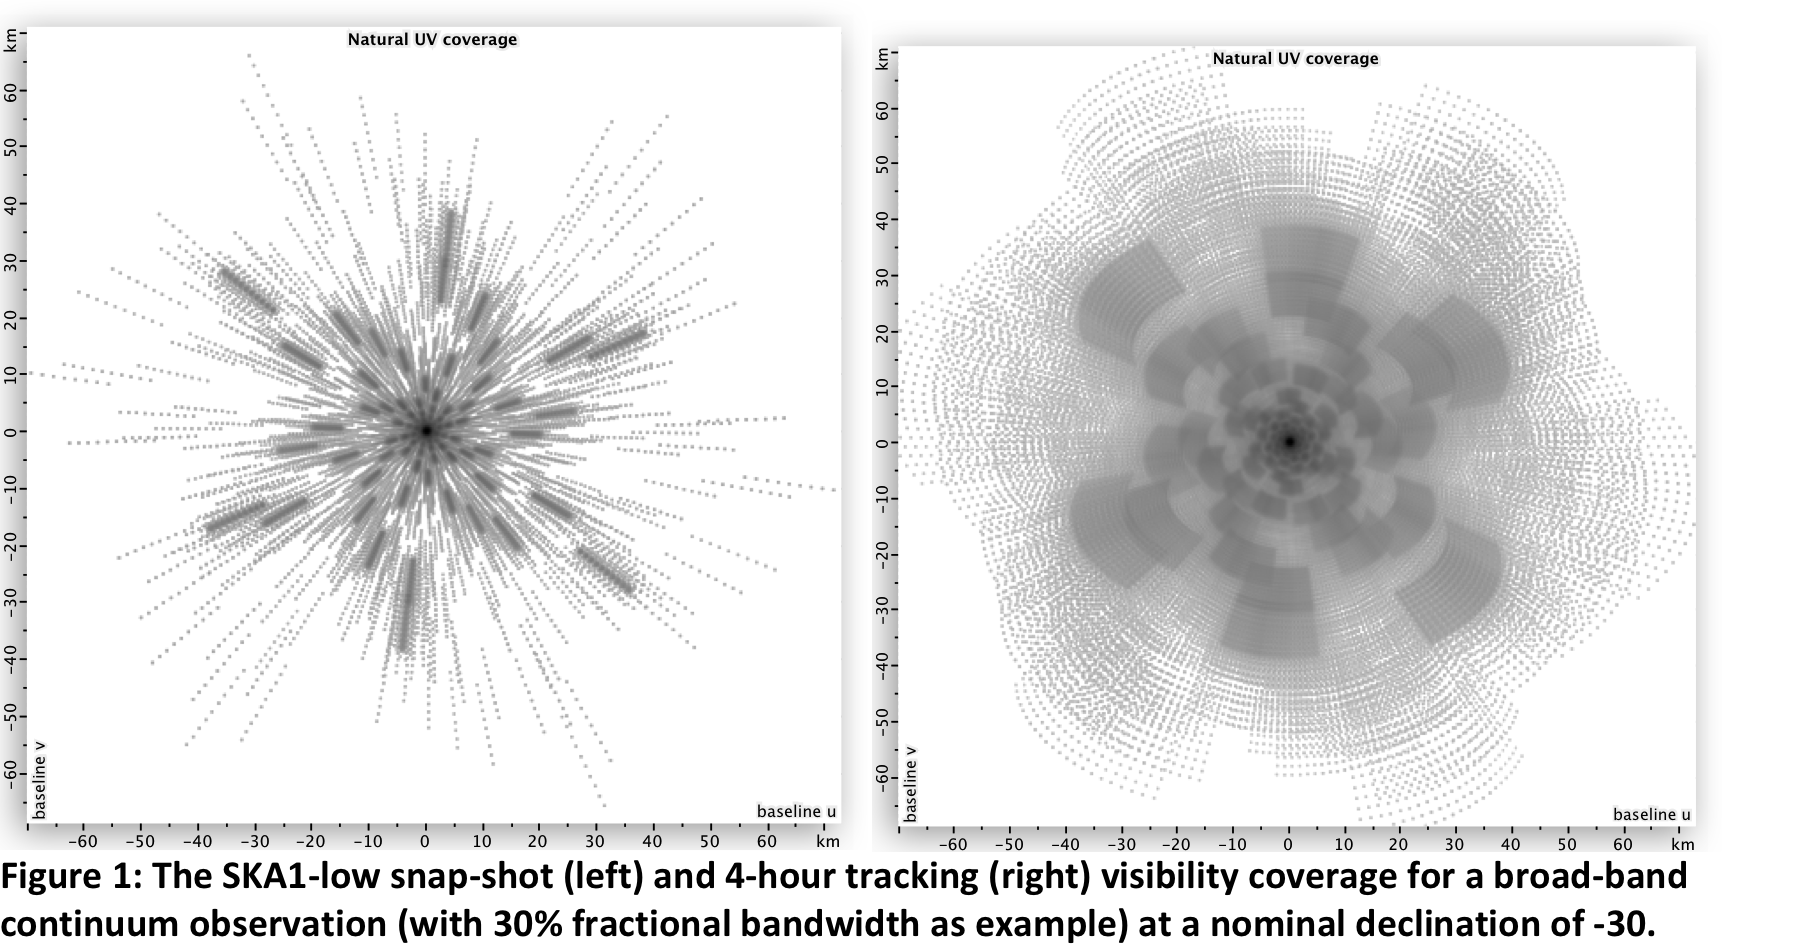 Natural UV coverage
km
60
50
40
30
20
10
0
-10
-20
-30
-40
-50
-60
baseline v
baseline u
-60 -50 -40 -30 -20 -10 0 10 20 30 40 50 60 km
Natural UV coverage
km
60
50
40
30
20
10
0
-10
-20
-30
-40
-50
-60
baseline v
baseline u
-60 -50 -40 -30 -20 -10 0 10 20 30 40 50 60 km
Figure 1: The SKA1-low snap-shot (left) and 4-hour tracking (right) visibility coverage for a broad-band
continuum observation (with 30% fractional bandwidth as example) at a nominal declination of -30.